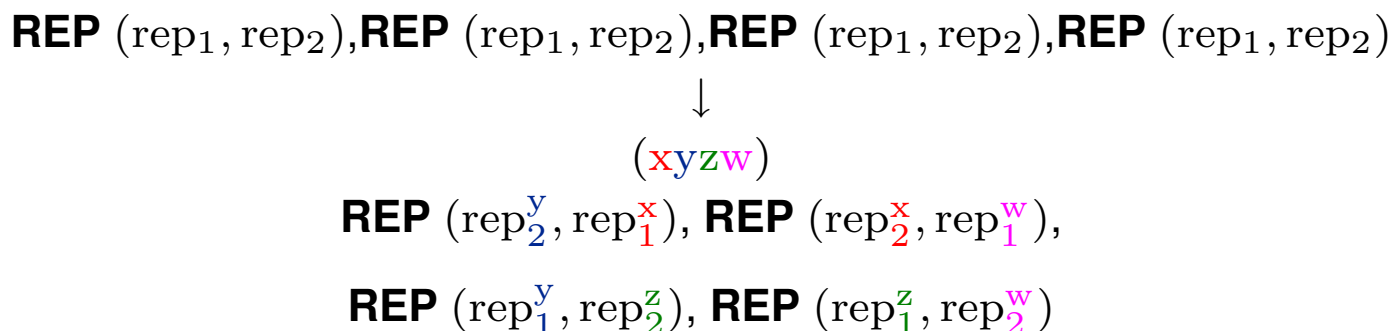 REP (rep₁, rep₂),REP (rep₁, rep₂),REP (rep₁, rep₂),REP (rep₁, rep₂)
↓
(xyzw)
REP (rep₂ʸ, rep₁ˣ), REP (rep₂ˣ, rep₁ʷ),
REP (rep₁ʸ, rep₂ᶻ), REP (rep₁ᶻ, rep₂ʷ)